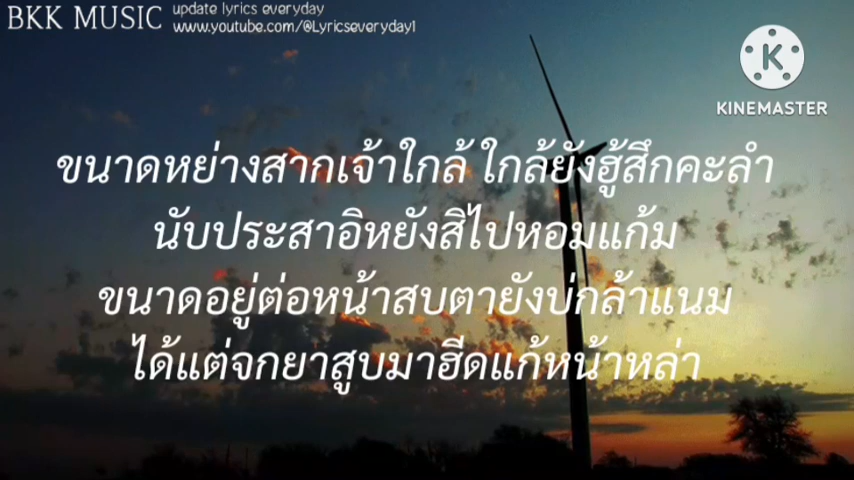 BKK MUSIC
update lyrics everyday
www.youtube.com/@Lyricseveryday1
KINEMASTER
ขนาดหย่างสากเจ้าใกล้ ใกล้ยังฮู้สึกคะลำ
นับประสาอิหยังสิไปหอมแก้ม
ขนาดอยู่ต่อหน้าสบตายังบ่กล้าแนม
ได้แต่จกยาสูบมาฮีดแก้หน้าหล่า